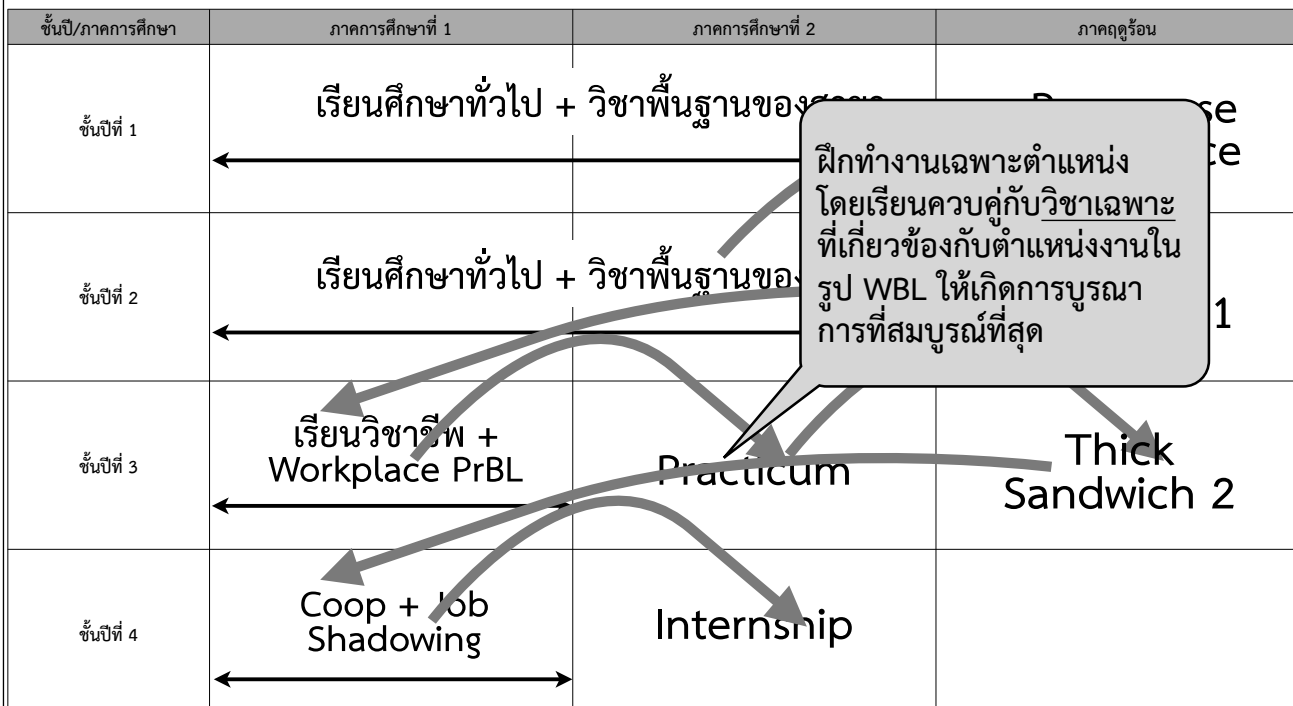 ชั้นปี/ภาคการศึกษา
ภาคการศึกษาที่ 1
ภาคการศึกษาที่ 2
ภาคฤดูร้อน
ชั้นปีที่ 1
เรียนศึกษาทั่วไป + วิชาพื้นฐานของ
ชั้นปีที่ 2
เรียนศึกษาทั่วไป + วิชาพื้นฐานของ
1
ฝึกทำงานเฉพาะตำแหน่ง
โดยเรียนควบคู่กับวิชาเฉพาะ
ที่เกี่ยวข้องกับตำแหน่งงานใน
รูป WBL ให้เกิดการบูรณา
การที่สมบูรณ์ที่สุด
ชั้นปีที่ 3
เรียนวิชาชีพ +
Workplace PrBL
Practicum
Thick
Sandwich 2
ชั้นปีที่ 4
Coop + Job
Shadowing
Internship